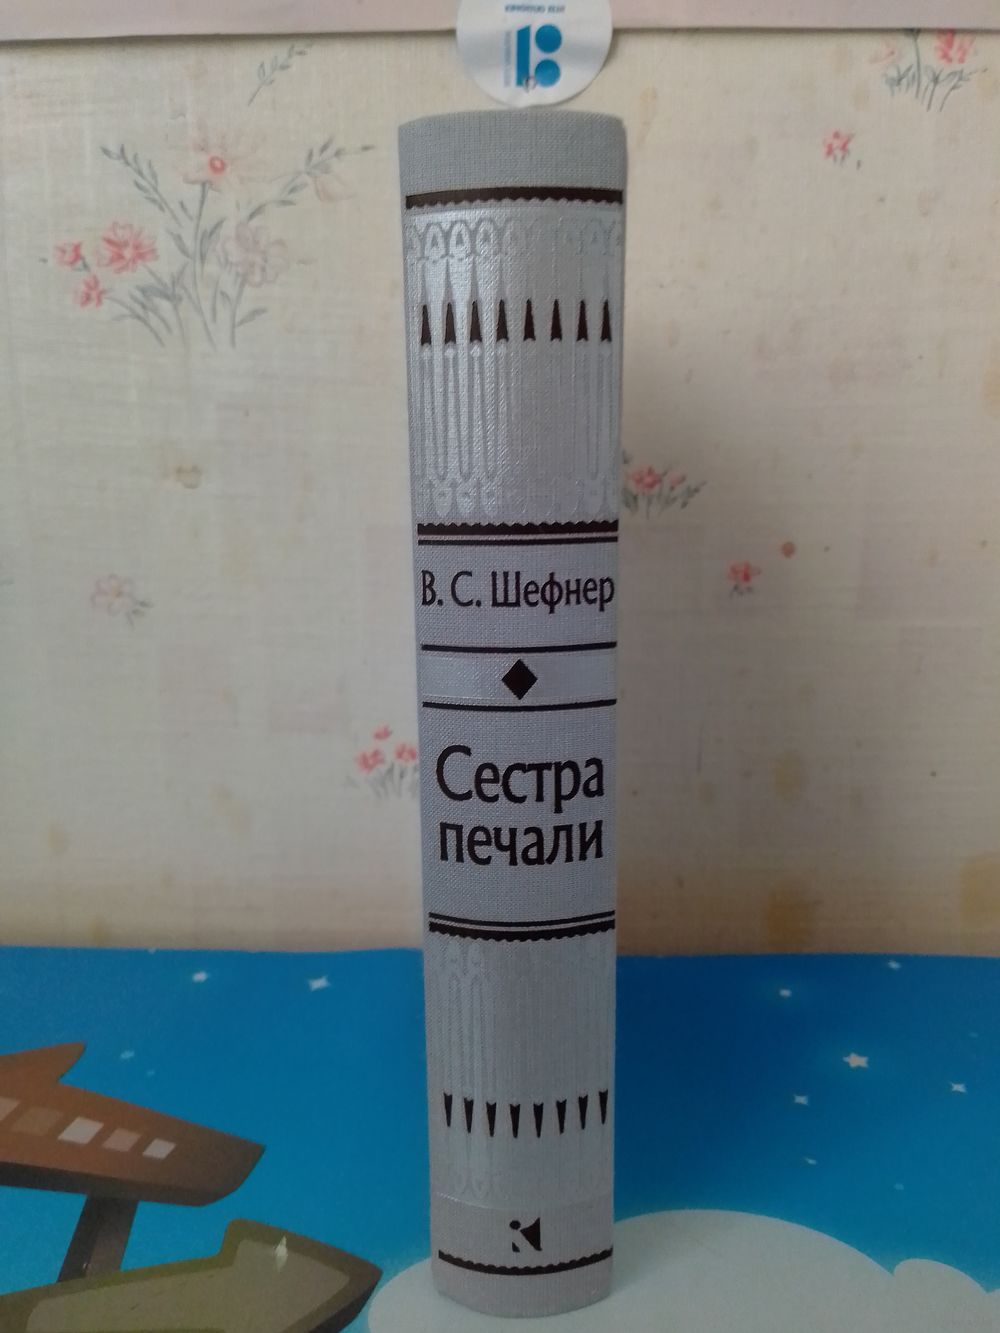 В. С. Шефнер
Сестра
печали